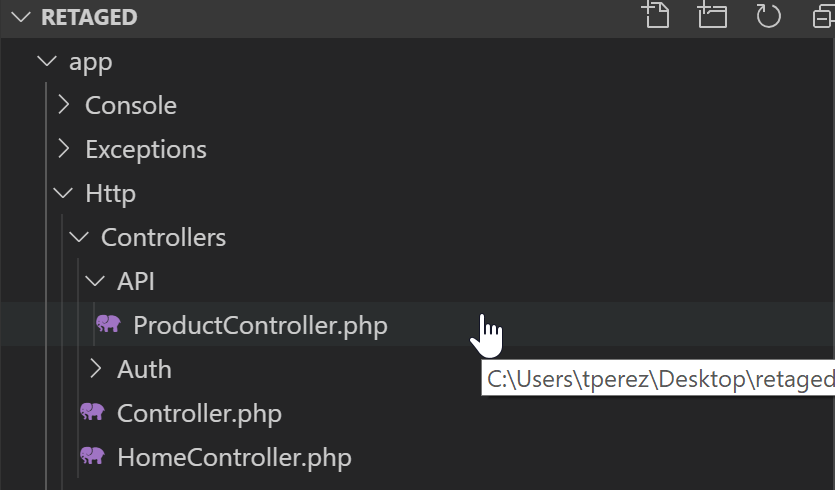 RETAGED
app
Console
Exceptions
Http
Controllers
API
ProductController.php
Auth
C:\Users\tperez\Desktop\retaged
Controller.php
HomeController.php